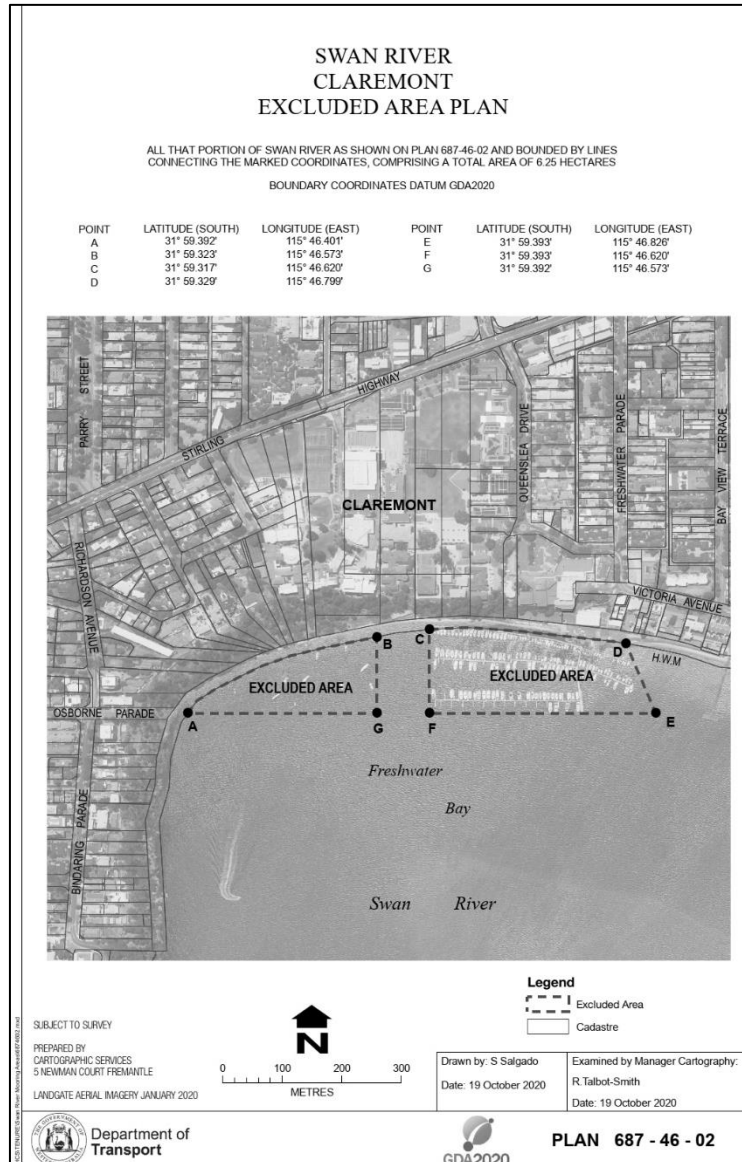 SWAN RIVER
CLAREMONT
EXCLUDED AREA PLAN
ALL THAT PORTION OF SWAN RIVER AS SHOWN ON PLAN 687-46-02 AND BOUNDED BY LINES
CONNECTING THE MARKED COORDINATES, COMPRISING A TOTAL AREA OF 6.25 HECTARES
BOUNDARY COORDINATES DATUM GDA2020
POINT LATITUDE (SOUTH) LONGITUDE (EAST) POINT LATITUDE (SOUTH) LONGITUDE (EAST)
A 31° 59.392' 115° 46.401' E 31° 59.393' 115° 46.826'
B 31° 59.323' 115° 46.573' F 31° 59.393' 115° 46.620'
C 31° 59.317' 115° 46.620' G 31° 59.392' 115° 46.573'
D 31° 59.329' 115° 46.799'
PARRY STREET
STIRLING HIGHWAY
QUEENSLEA DRIVE
FRESHWATER PARADE
BAY VIEW TERRACE
CLAREMONT
RICHARDSON AVENUE
VICTORIA AVENUE
B
C
D
H.W.M
EXCLUDED AREA
EXCLUDED AREA
OSBORNE PARADE
A
G
F
E
Freshwater
Bay
BINDARING PARADE
Swan River
Legend
Excluded Area
Cadastre
SUBJECT TO SURVEY
PREPARED BY
CARTOGRAPHIC SERVICES
5 NEWMAN COURT FREMANTLE
LANDGATE AERIAL IMAGERY JANUARY 2020
N
0 100 200 300
METRES
Drawn by: S Salgado
Date: 19 October 2020
Examined by Manager Cartography:
R.Talbot-Smith
Date: 19 October 2020
Department of
Transport
GDA2020
PLAN 687 - 46 - 02